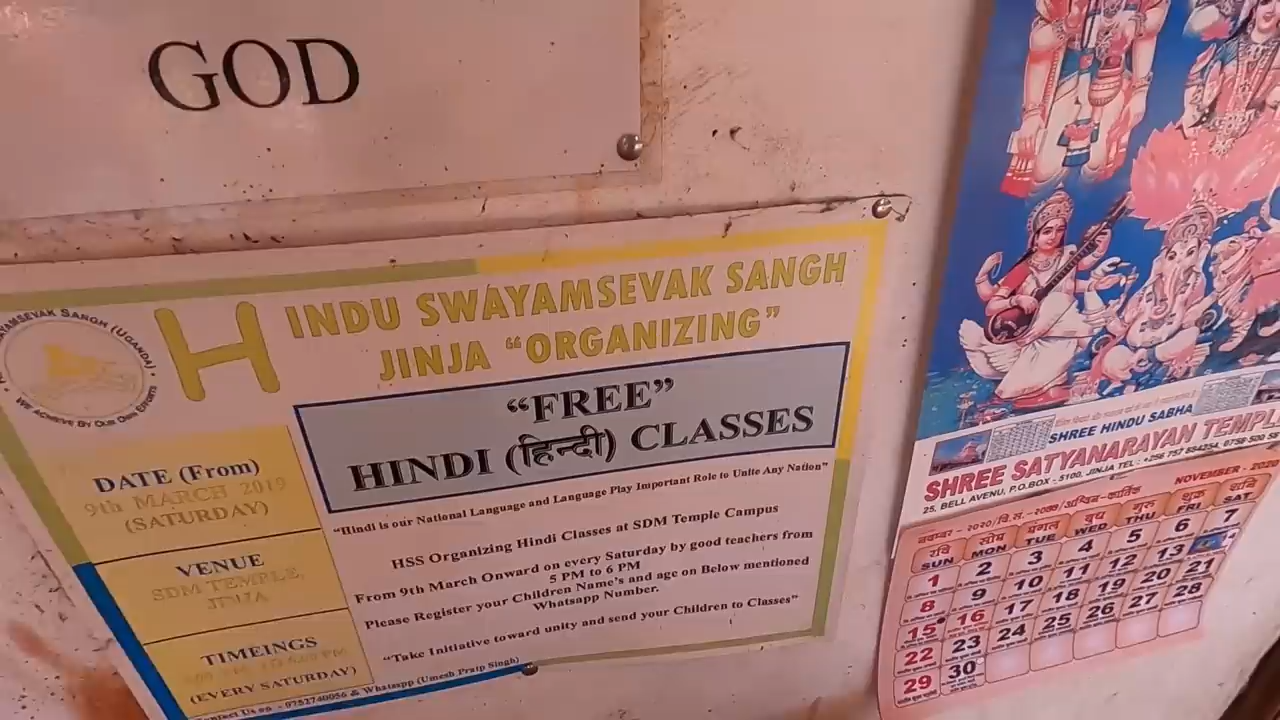 GOD
HINDU SWAYAMSEVAK SANGH
JINJA “ORGANIZING”
SWAYAMSEVAK SANGH (UGANDA)
WE ACHIEVE BY OUR OWN EFFORTS
“FREE”
HINDI (हिन्दी) CLASSES
DATE (From)
9th MARCH 2019
(SATURDAY)
VENUE
SDM TEMPLE,
JINJA
TIMEINGS
(EVERY SATURDAY)
“Hindi is our National Language and Language Play Important Role to Unite Any Nation”
HSS Organizing Hindi Classes at SDM Temple Campus
From 9th March Onward on every Saturday by good teachers from
5 PM to 6 PM
Please Register your Children Name's and age on Below mentioned
Whatsapp Number.
“Take Initiative toward unity and send your Children to Classes”
Contact Us on - 0752740056 & Whataspp (Umesh Pratp Singh)
SHREE HINDU SABHA
SHREE SATYANARAYAN TEMPLE
25, BELL AVENU, P.O.BOX - 5100, JINJA TEL : +256 757 884254, 0758 500
नवम्बर - २०२०/वि.सं.-२०७७/अश्विन-कार्तिक NOVEMBER - 2020
रवि सोम मंगल बुध गुरु शुक्र शनि
SUN MON TUE WED THU FRI SAT
1 2 3 4 5 6 7
8 9 10 11 12 13
15 16 17 18 19 20 21
22 23 24 25 26 27 28
29 30